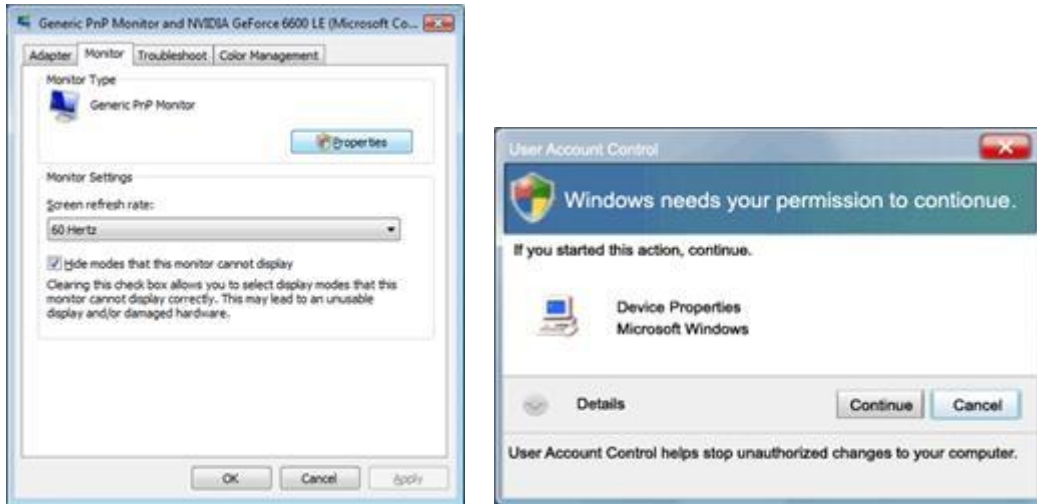 Generic PnP Monitor and NVIDIA GeForce 6600 LE (Microsoft Co...
Adapter Monitor Troubleshoot Color Management
Monitor Type
Generic PnP Monitor
Properties
Monitor Settings
Screen refresh rate:
60 Hertz
Hide modes that this monitor cannot display
Clearing this check box allows you to select display modes that this
monitor cannot display correctly. This may lead to an unusable
display and/or damaged hardware.
OK Cancel Apply
User Account Control
Windows needs your permission to contionue.
If you started this action, continue.
Device Properties
Microsoft Windows
Details Continue Cancel
User Account Control helps stop unauthorized changes to your computer.